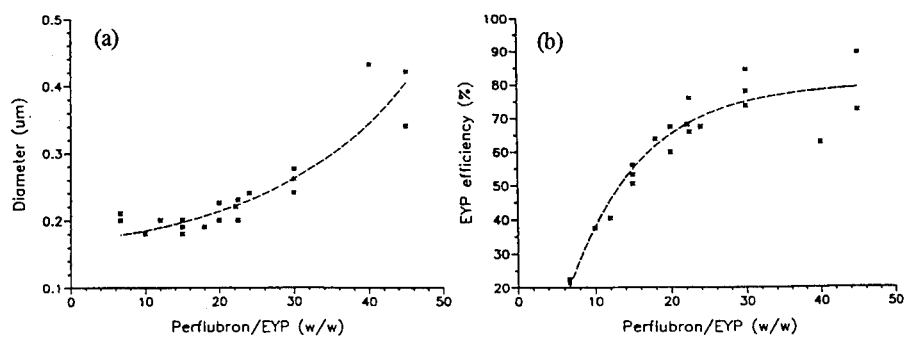 (a)
0.5
0.4
0.3
0.2
0.1
Diameter (um)
0 10 20 30 40 50
Perflubron/EYP (w/w)
(b)
100
90
80
70
60
50
40
30
20
EYP efficiency (%)
0 10 20 30 40 50
Perflubron/EYP (w/w)